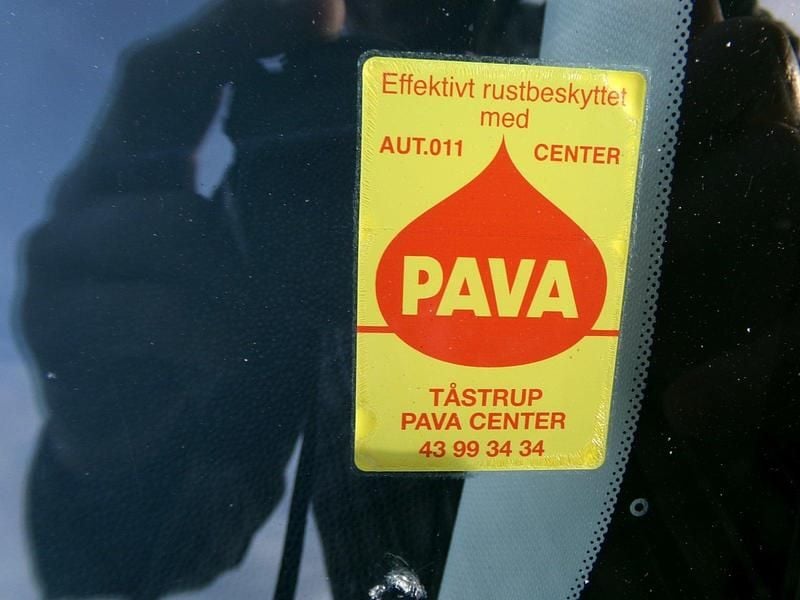 Effektivt rustbeskyttet
med
AUT.011 CENTER
PAVA
TÅSTRUP
PAVA CENTER
43 99 34 34